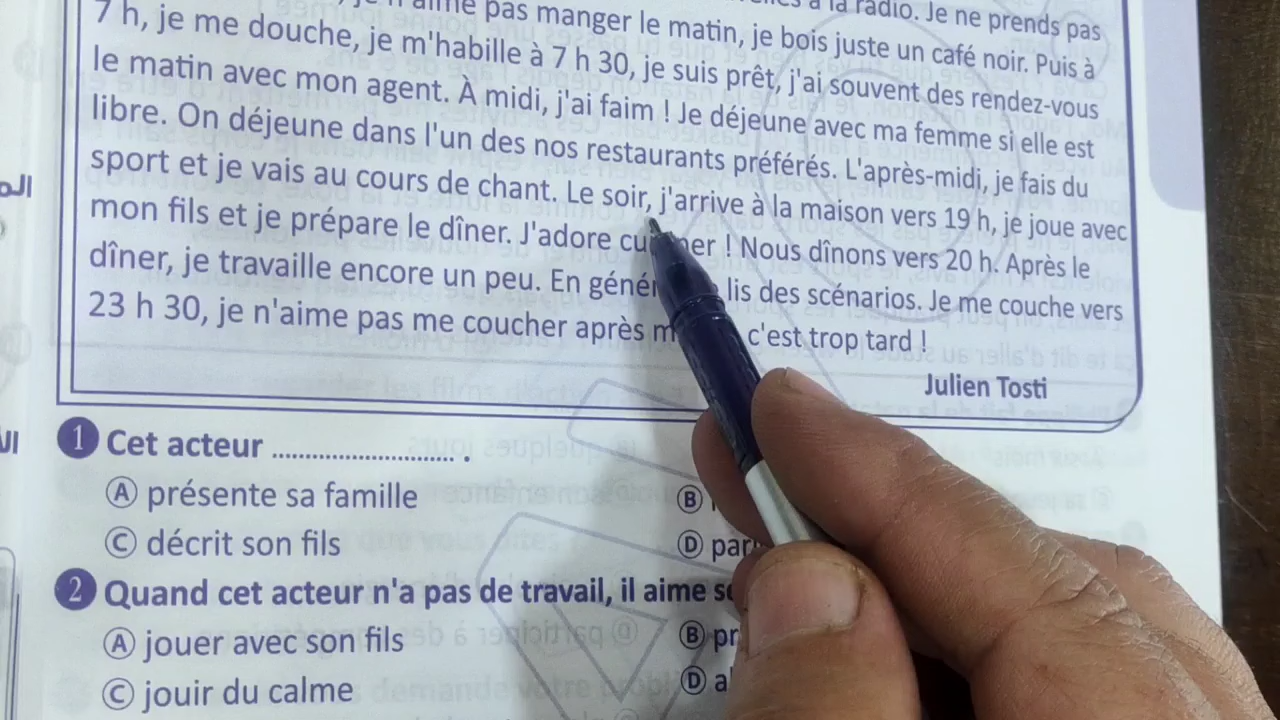 à la radio. Je ne prends pas
aime pas manger le matin, je bois juste un café noir. Puis à
7 h, je me douche, je m'habille à 7 h 30, je suis prêt, j'ai souvent des rendez-vous
le matin avec mon agent. À midi, j'ai faim ! Je déjeune avec ma femme si elle est
libre. On déjeune dans l'un des nos restaurants préférés. L'après-midi, je fais du
sport et je vais au cours de chant. Le soir, j'arrive à la maison vers 19 h, je joue avec
mon fils et je prépare le dîner. J'adore cu ner ! Nous dînons vers 20 h. Après le
dîner, je travaille encore un peu. En génér lis des scénarios. Je me couche vers
23 h 30, je n'aime pas me coucher après m c'est trop tard !
Julien Tosti
1 Cet acteur ............................ .
A présente sa famille
B
C décrit son fils
D par
2 Quand cet acteur n'a pas de travail, il aime
A jouer avec son fils
B pr
C jouir du calme
D a